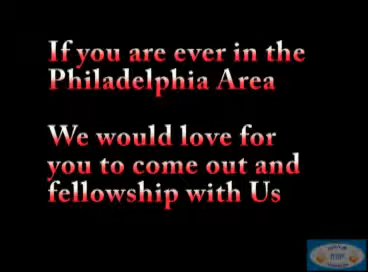 If you are ever in the
Philadelphia Area
We would love for
you to come out and
fellowship with Us